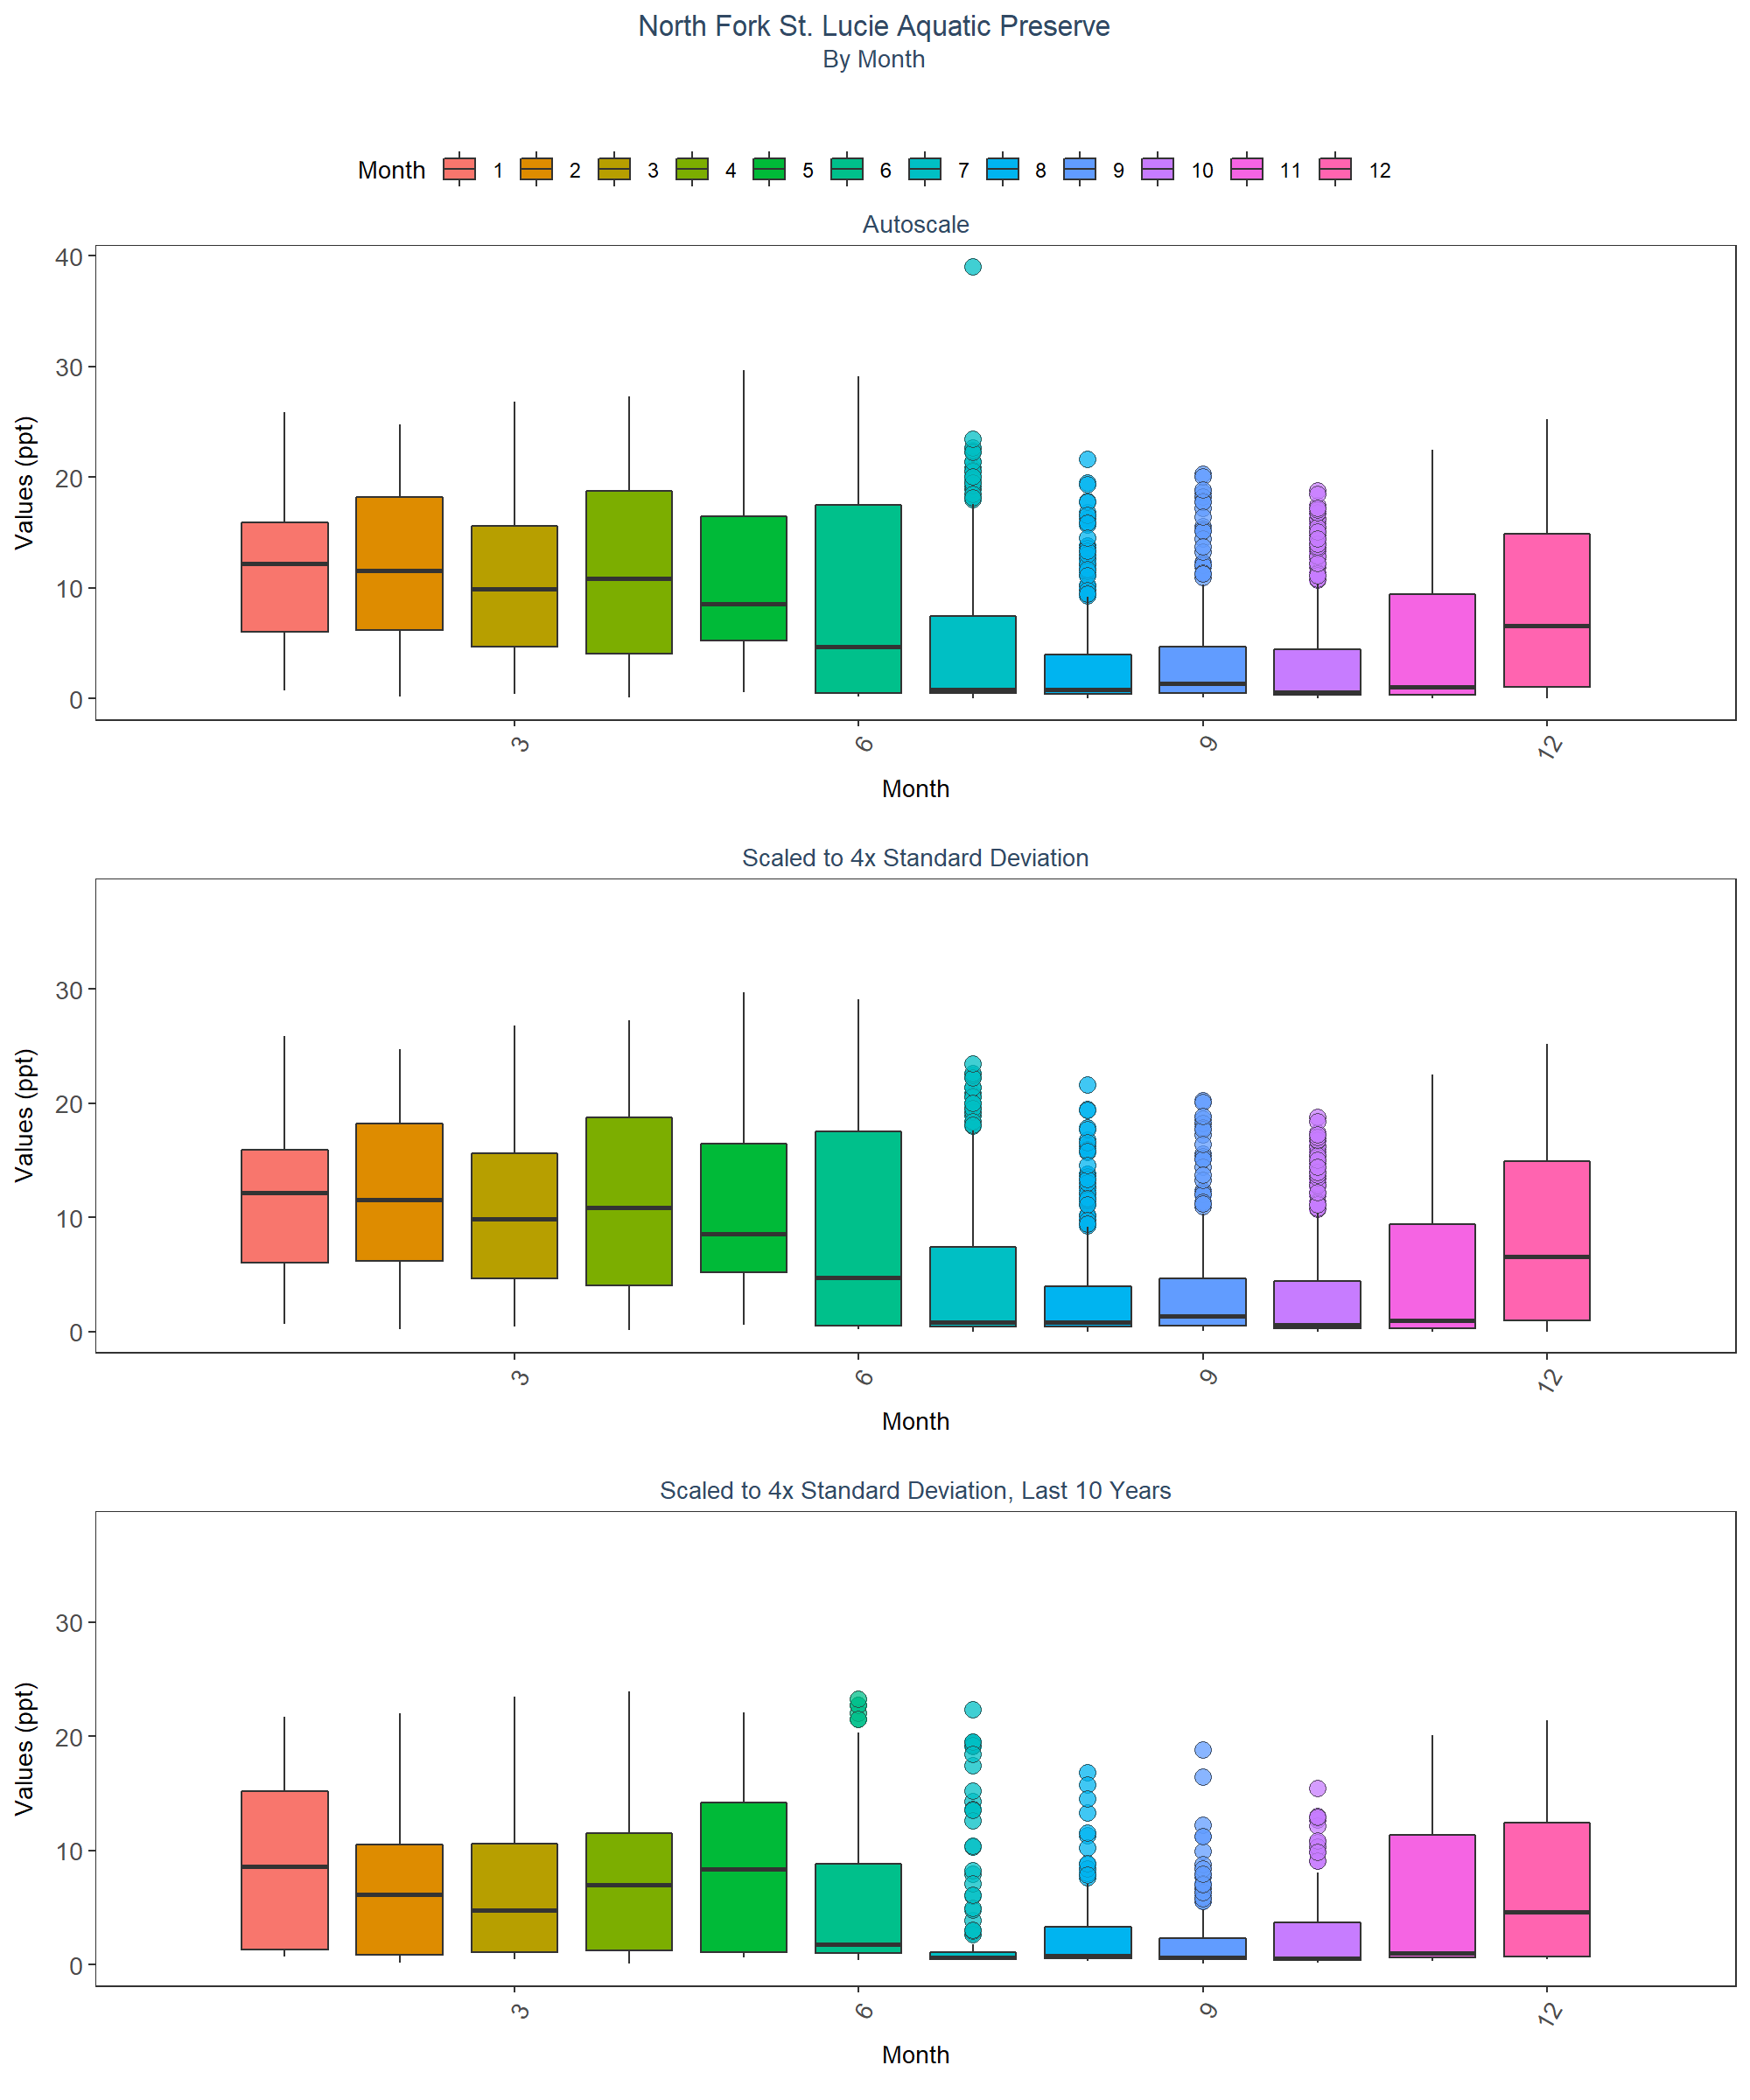 North Fork St. Lucie Aquatic Preserve
By Month
Month 1 2 3 4 5 6 7 8 9 10 11 12
Autoscale
Values (ppt)
40
30
20
10
0
3 6 9 12
Month
Scaled to 4x Standard Deviation
Values (ppt)
30
20
10
0
3 6 9 12
Month
Scaled to 4x Standard Deviation, Last 10 Years
Values (ppt)
30
20
10
0
3 6 9 12
Month